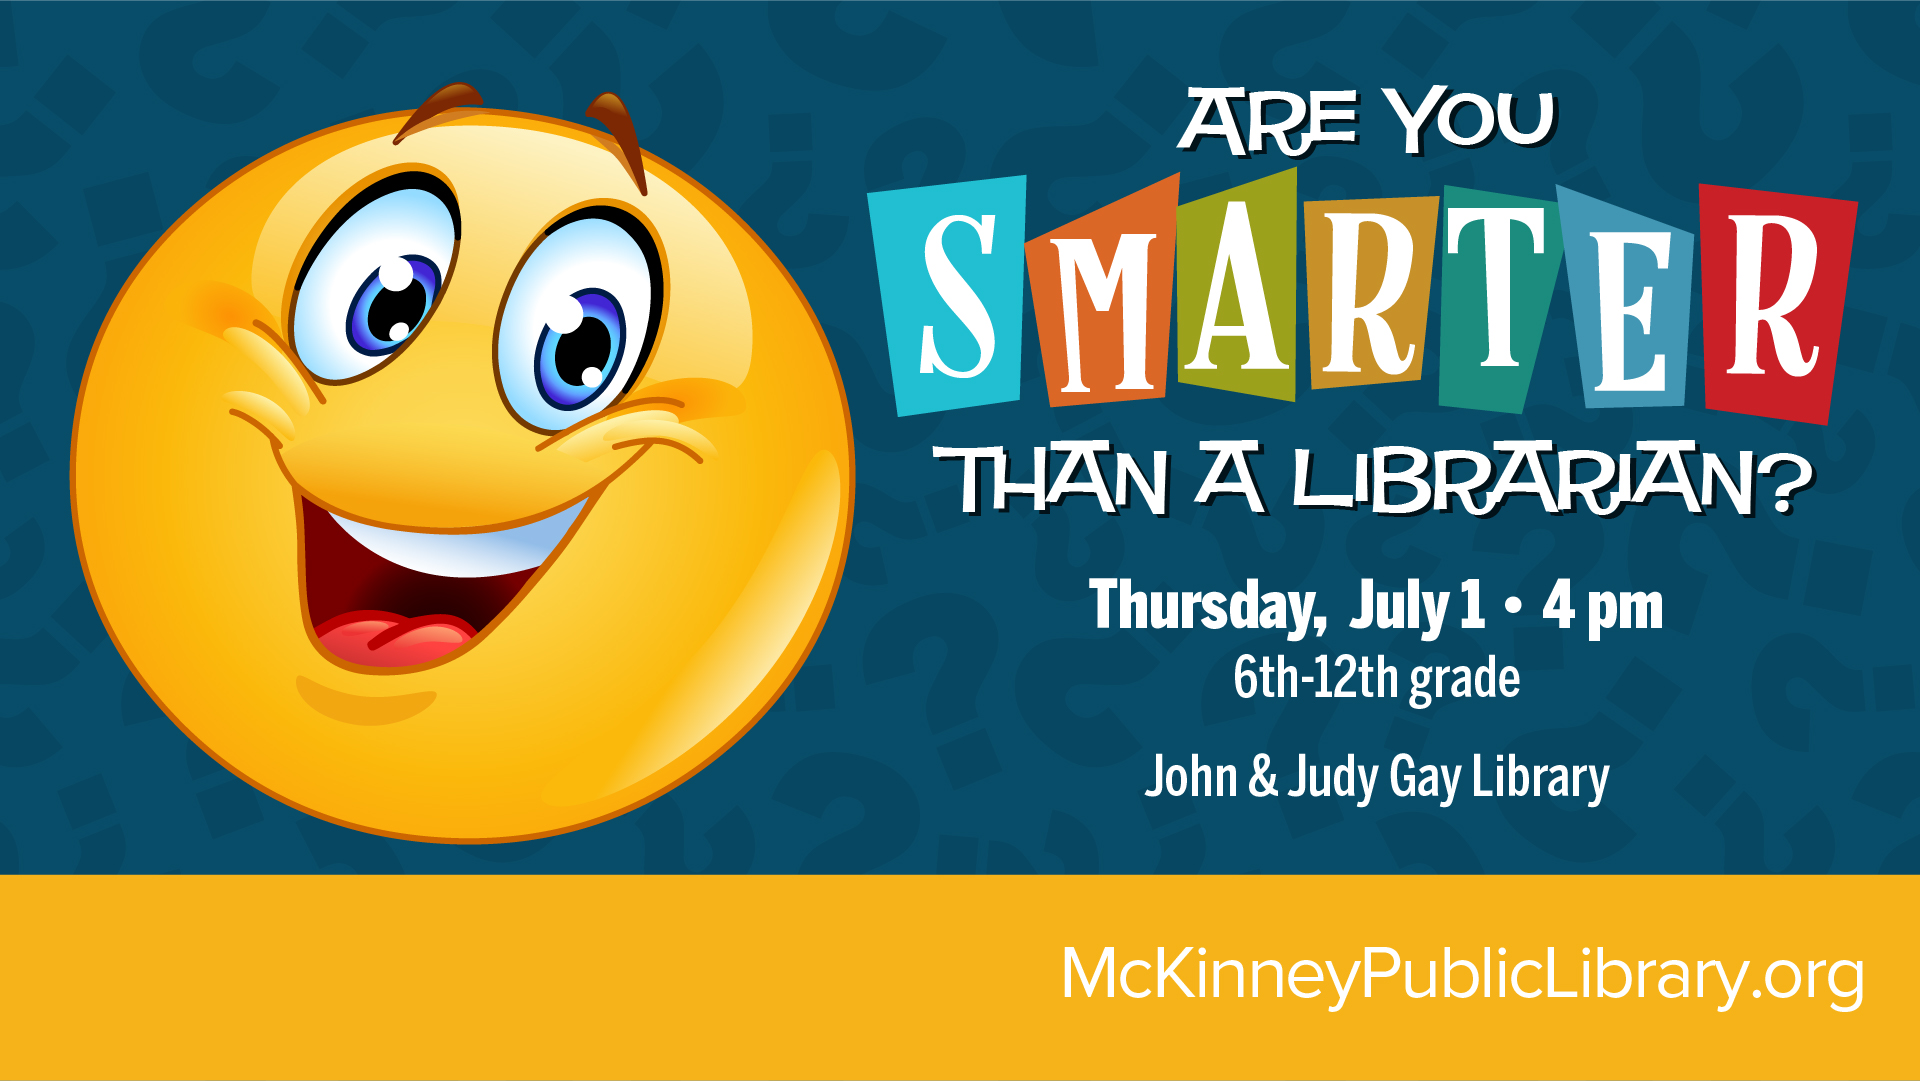 ARE YOU
SMARTER
THAN A LIBRARIAN?
Thursday, July 1 • 4 pm
6th-12th grade
John & Judy Gay Library
McKinneyPublicLibrary.org